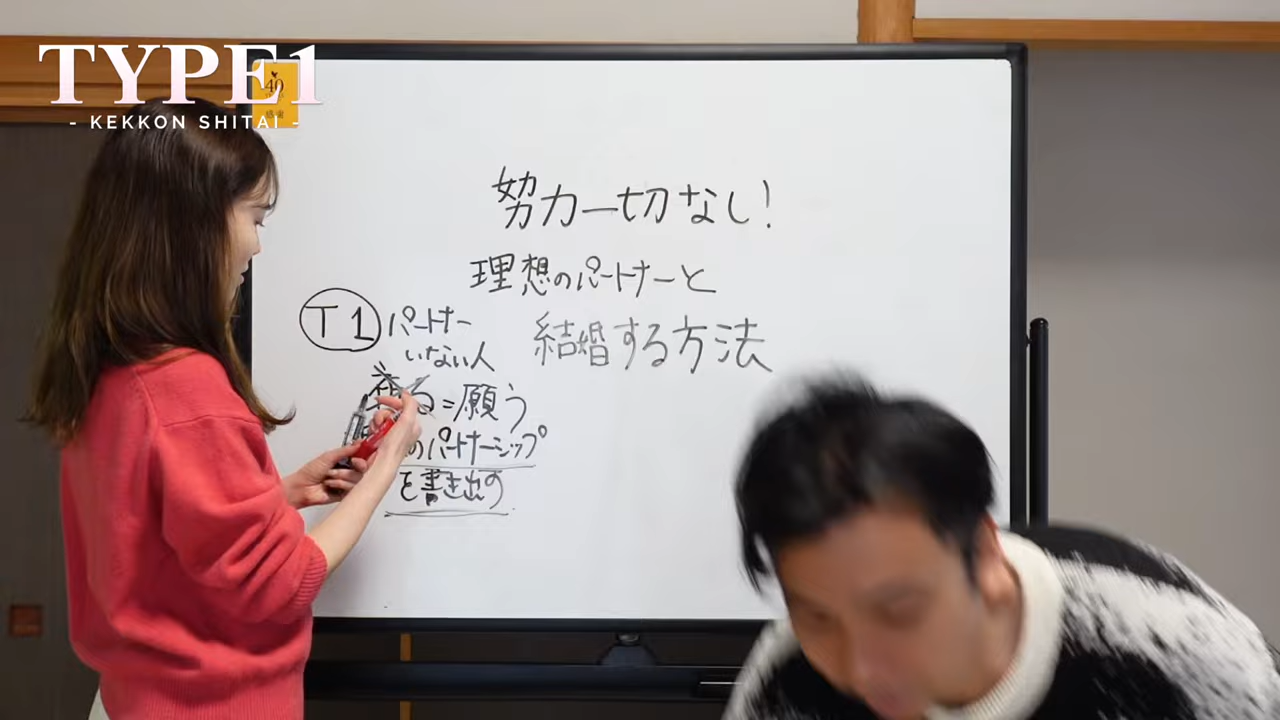 TYPE1
- KEKKON SHITAI -
40
努力一切なし!
理想のパートナーと
結婚する方法
T1 パートナー
いない人
=願う
のパートナーシップ
を書き出す